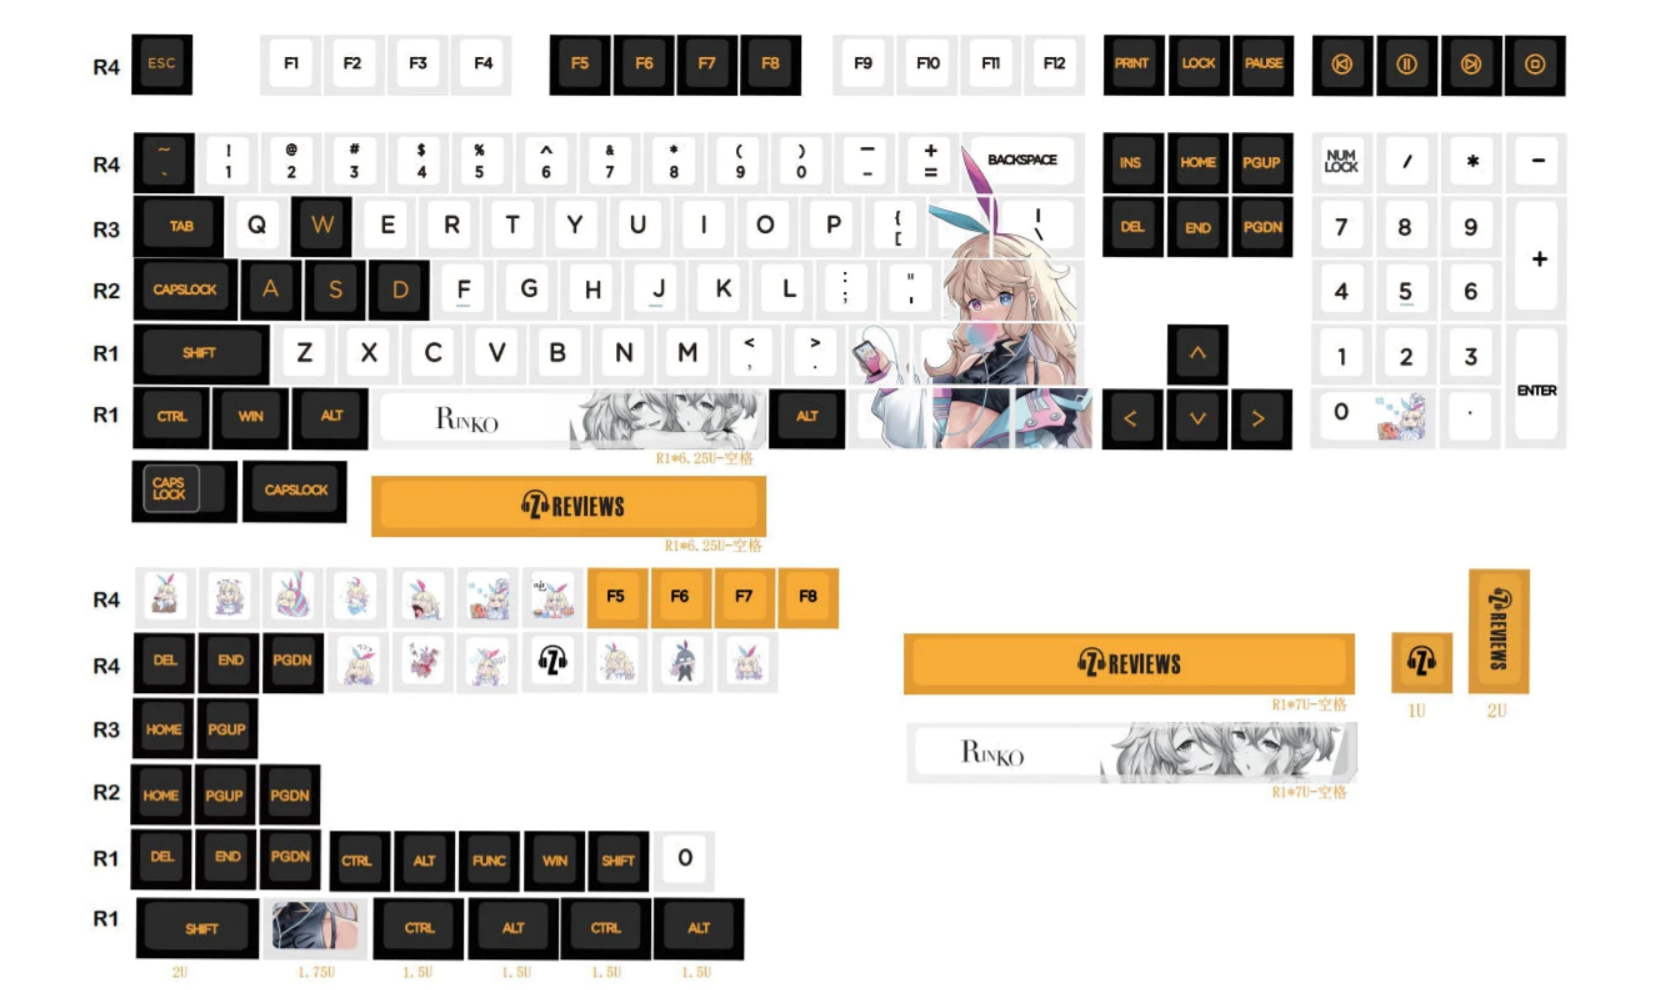 R4 ESC F1 F2 F3 F4 F5 F6 F7 F8 F9 F10 F11 F12 PRINT LOCK PAUSE
R4 ~ ! @ # $ % ^ & * ( ) — + BACKSPACE INS HOME PGUP NUM LOCK / * -
` 1 2 3 4 5 6 7 8 9 0 - =
R3 TAB Q W E R T Y U I O P { [ | \ DEL END PGDN 7 8 9 +
R2 CAPSLOCK A S D F G H J K L : ; " ' 4 5 6
R1 SHIFT Z X C V B N M < , > . ^ 1 2 3 ENTER
R1 CTRL WIN ALT RINKO ALT < v > 0 .
R1*6.25U-空格
CAPS LOCK CAPSLOCK Z REVIEWS
R1*6.25U-空格
R4 F5 F6 F7 F8
R4 DEL END PGDN Z
Z REVIEWS Z Z REVIEWS
R1*7U-空格 1U 2U
R3 HOME PGUP
RINKO
R1*7U-空格
R2 HOME PGUP PGDN
R1 DEL END PGDN CTRL ALT FUNC WIN SHIFT 0
R1 SHIFT CTRL ALT CTRL ALT
2U 1.75U 1.5U 1.5U 1.5U 1.5U